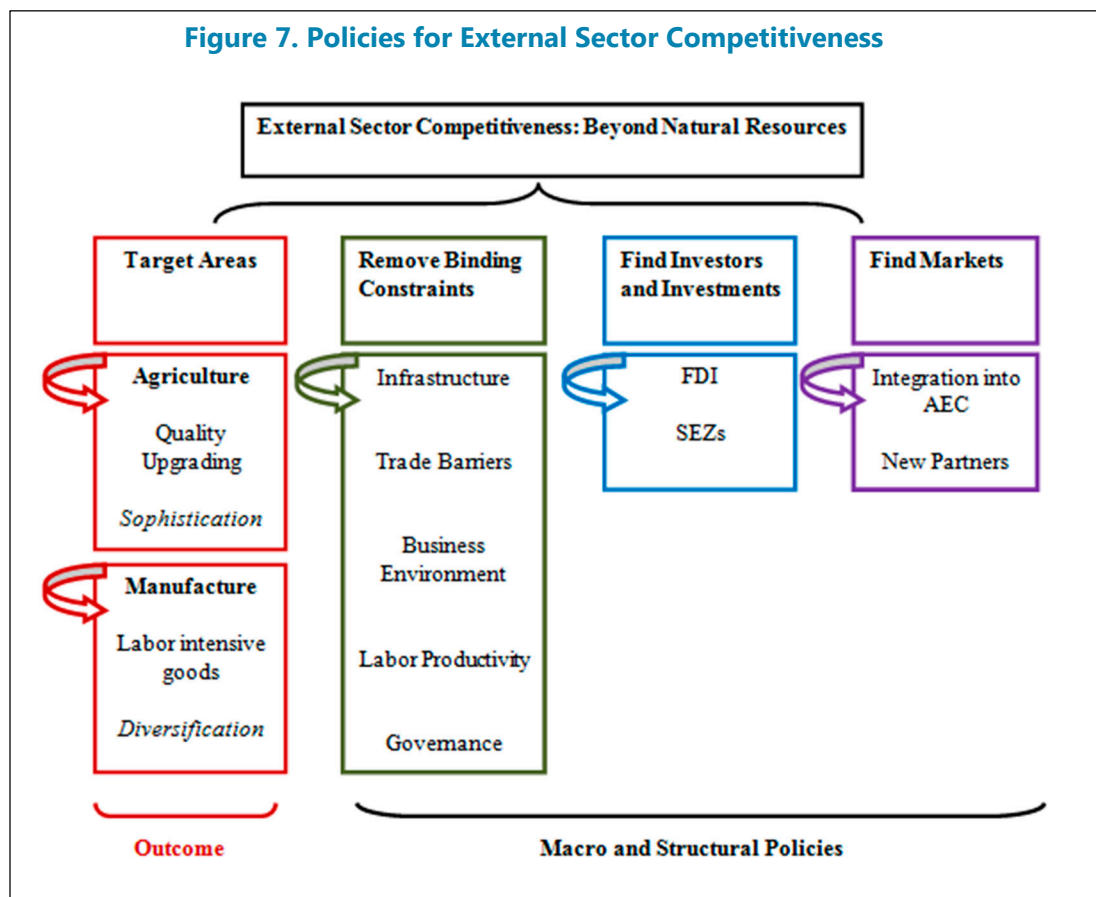 Figure 7. Policies for External Sector Competitiveness
External Sector Competitiveness: Beyond Natural Resources
Target Areas
Remove Binding
Constraints
Find Investors
and Investments
Find Markets
Agriculture
Quality
Upgrading
Sophistication
Manufacture
Labor intensive
goods
Diversification
Infrastructure
Trade Barriers
Business
Environment
Labor Productivity
Governance
FDI
SEZs
Integration into
AEC
New Partners
Outcome
Macro and Structural Policies